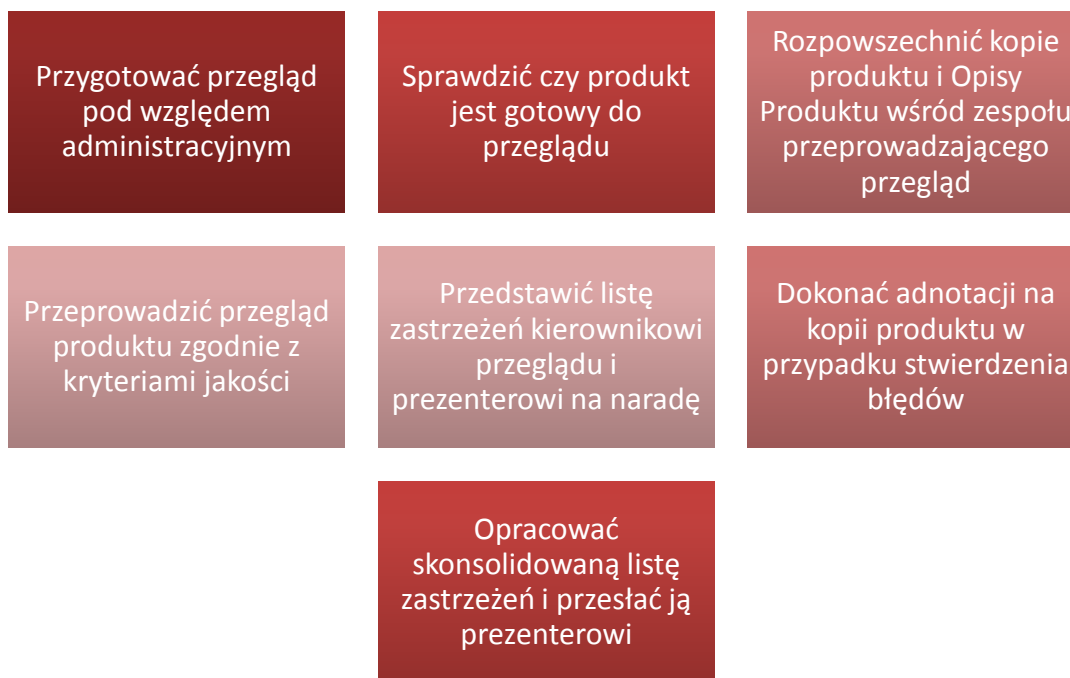 Przygotować przegląd
pod względem
administracyjnym
Sprawdzić czy produkt
jest gotowy do
przeglądu
Rozpowszechnić kopie
produktu i Opisy
Produktu wśród zespołu
przeprowadzającego
przegląd
Przeprowadzić przegląd
produktu zgodnie z
kryteriami jakości
Przedstawić listę
zastrzeżeń kierownikowi
przeglądu i
prezenterowi na naradę
Dokonać adnotacji na
kopii produktu w
przypadku stwierdzenia
błędów
Opracować
skonsolidowaną listę
zastrzeżeń i przesłać ją
prezenterowi